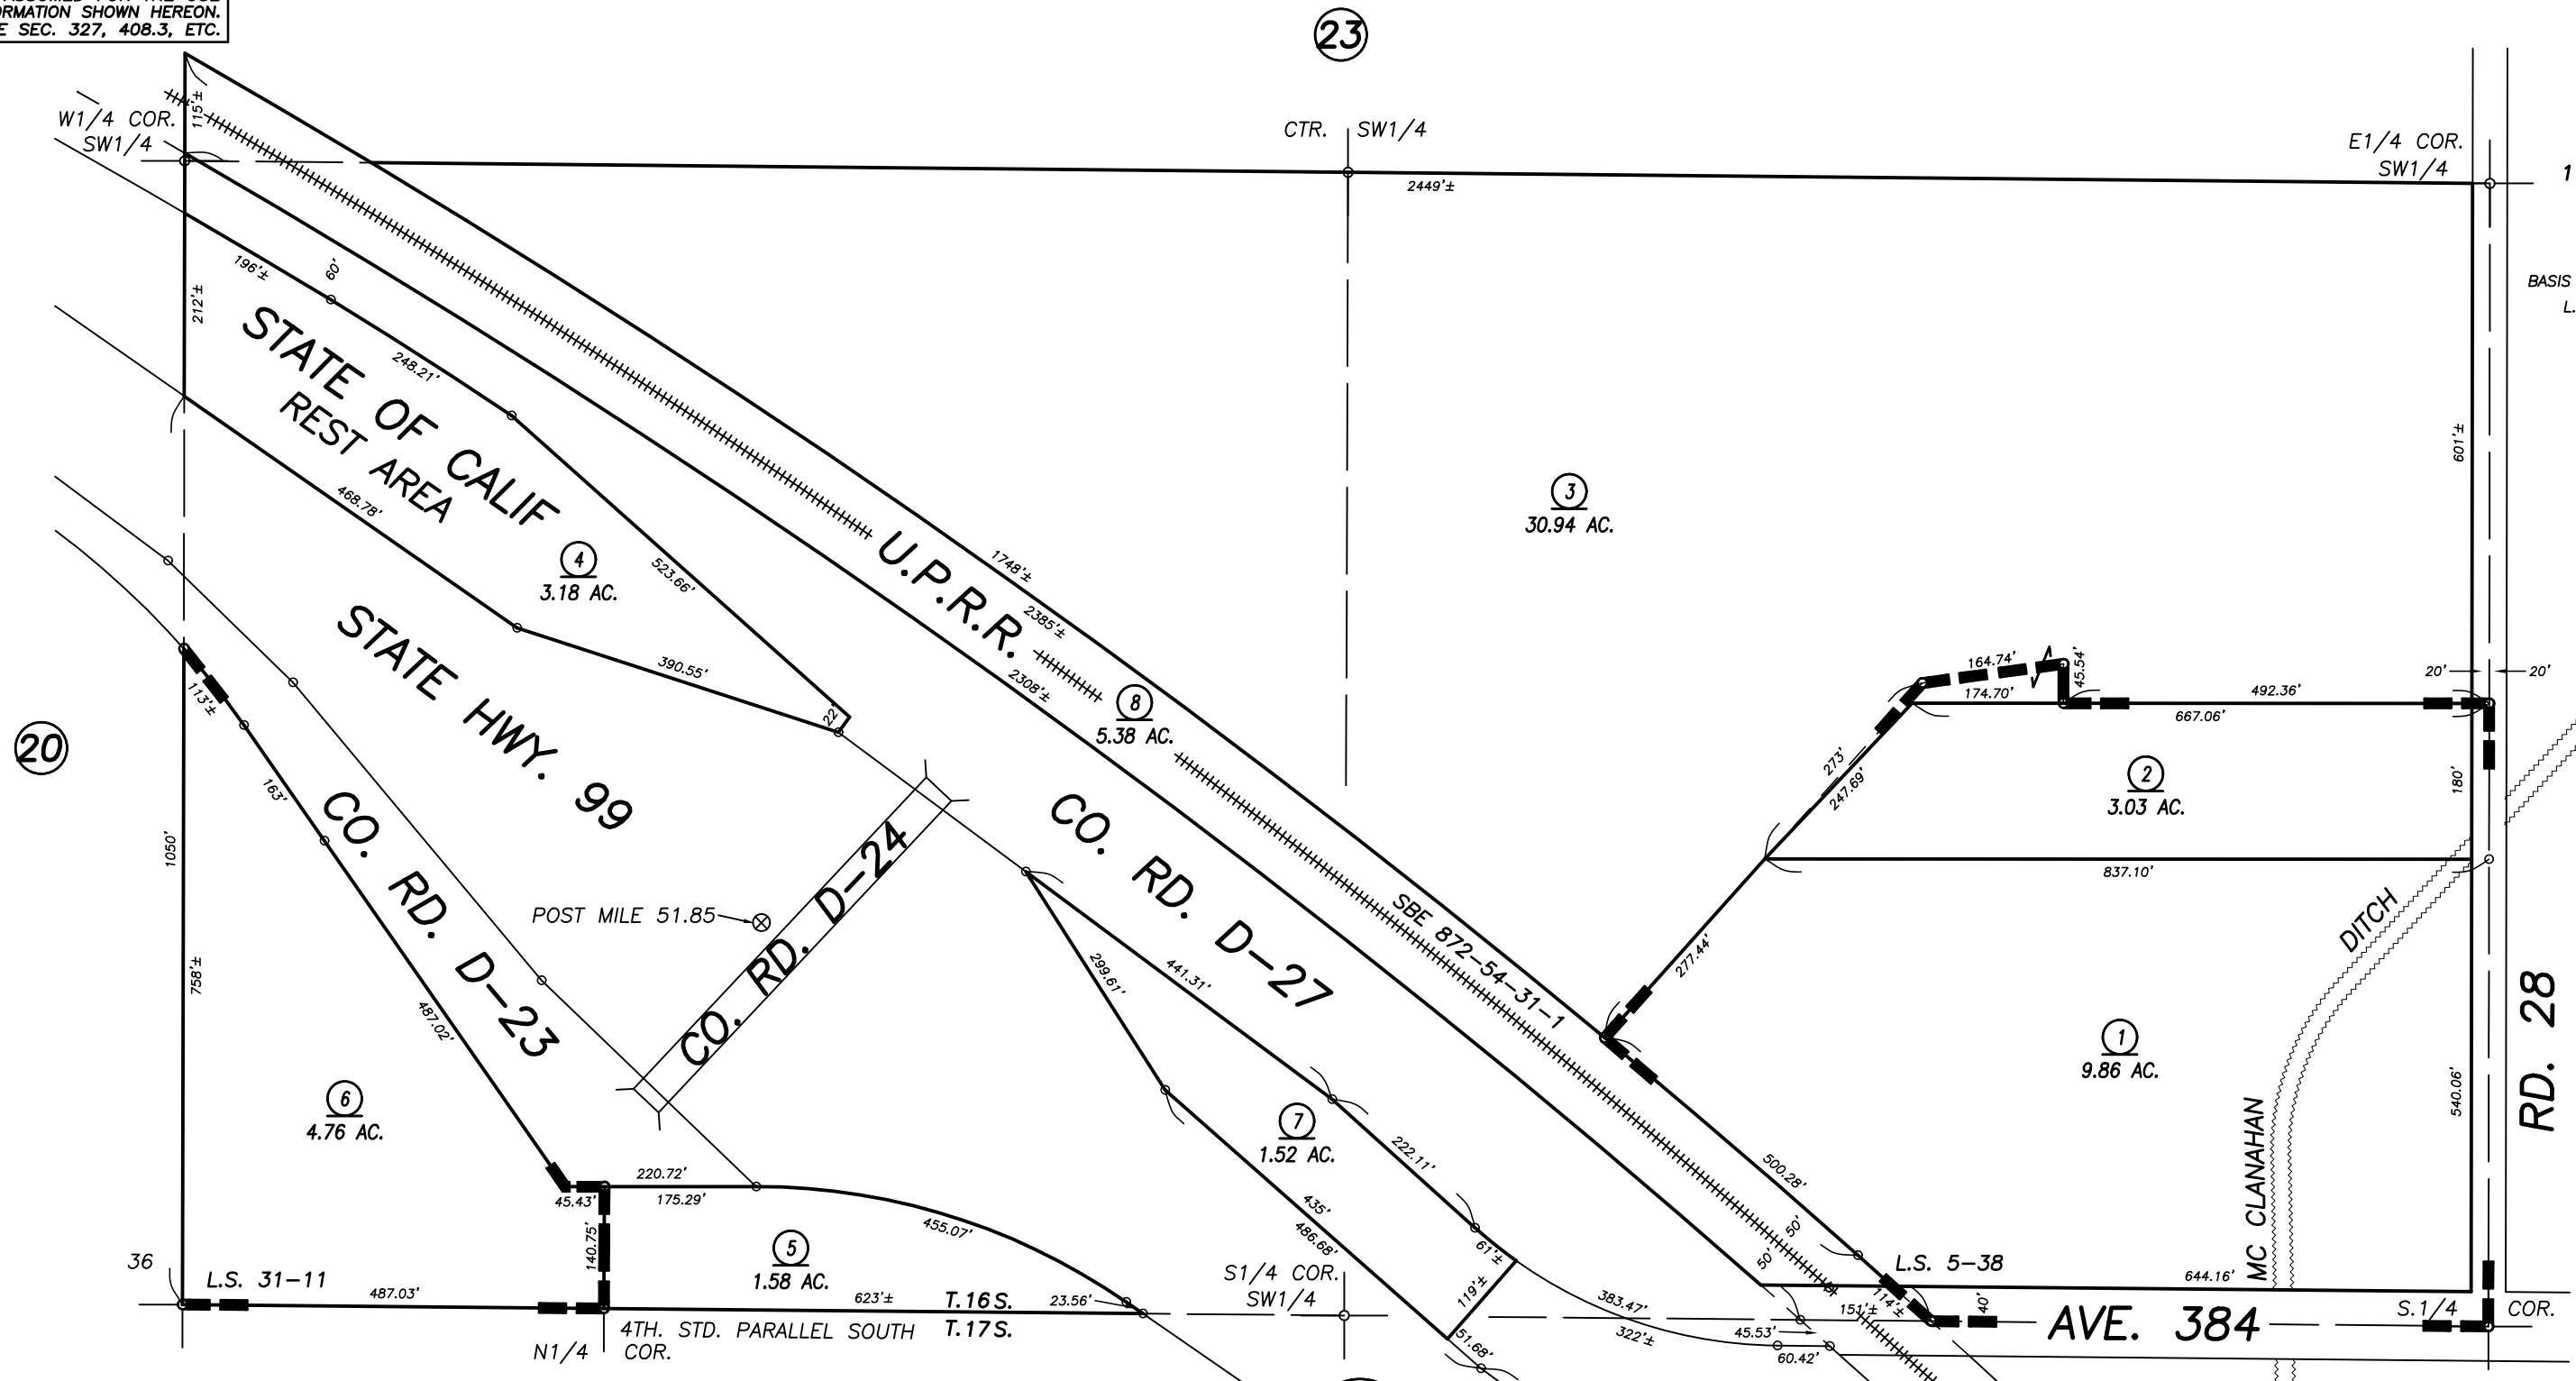 ORMATION SHOWN HEREON.
E SEC. 327, 408.3, ETC.
23
W1/4 COR.
SW1/4
115'±
CTR. SW1/4
2449'±
E1/4 COR.
SW1/4
1
BASIS
L.
196'±
60'
212'±
248.21'
STATE OF CALIF
REST AREA
468.78'
4
3.18 AC.
523.66'
390.55'
22'
U.P.R.R.
1748'±
2385'±
2308'±
8
5.38 AC.
3
30.94 AC.
601'±
164.74'
45.54'
174.70'
492.36'
667.06'
20'
20'
273'
247.69'
2
3.03 AC.
180'
837.10'
277.44'
DITCH
20
STATE HWY. 99
113'±
163'
1050'
758'±
CO. RD. D-23
487.02'
POST MILE 51.85
CO. RD. D-24
CO. RD. D-27
SBE 872-54-31-1
299.61'
441.31'
1
9.86 AC.
540.06'
RD. 28
MC CLANAHAN
6
4.76 AC.
7
1.52 AC.
222.11'
500.28'
220.72'
45.43'
175.29'
140.75'
455.07'
435'
486.68'
61'±
119'±
50'
50'
5
1.58 AC.
36
L.S. 31-11
487.03'
623'±
T.16S.
23.56'
4TH. STD. PARALLEL SOUTH
T.17S.
N1/4 COR.
S1/4 COR.
SW1/4
51.68'
383.47'
322'±
45.53'
60.42'
151'±
114'±
40'
L.S. 5-38
644.16'
AVE. 384
S.1/4 COR.